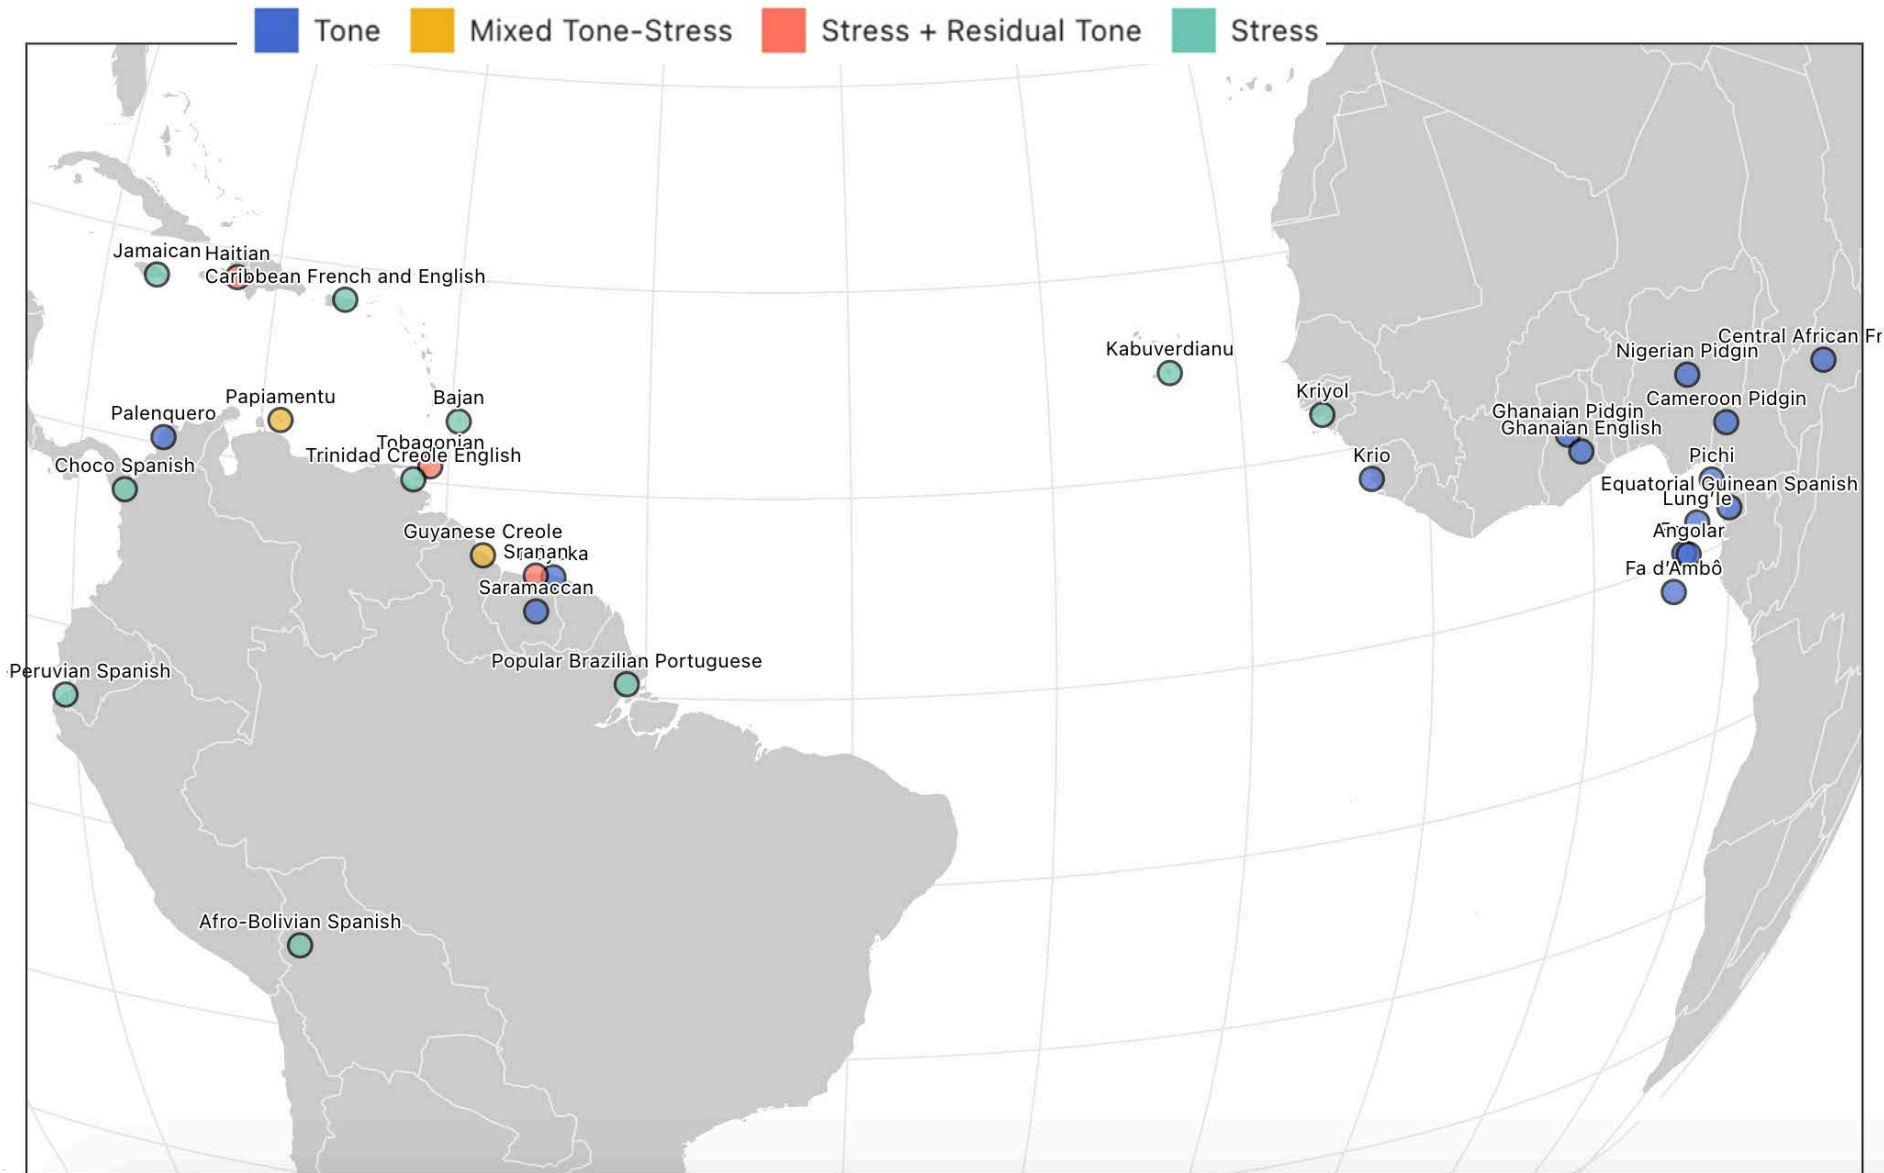 Tone
Mixed Tone-Stress
Stress + Residual Tone
Stress
Jamaican
Haitian
Caribbean French and English
Kabuverdianu
Central African Fr
Nigerian Pidgin
Kriyol
Papiamentu
Bajan
Cameroon Pidgin
Palenquero
Ghanaian Pidgin
Ghanaian English
Tobagonian
Trinidad Creole English
Krio
Pichi
Choco Spanish
Equatorial Guinean Spanish
Lung'le
Guyanese Creole
Angolar
Sranan
Saramaccan
Fa d'Ambô
Popular Brazilian Portuguese
Peruvian Spanish
Afro-Bolivian Spanish